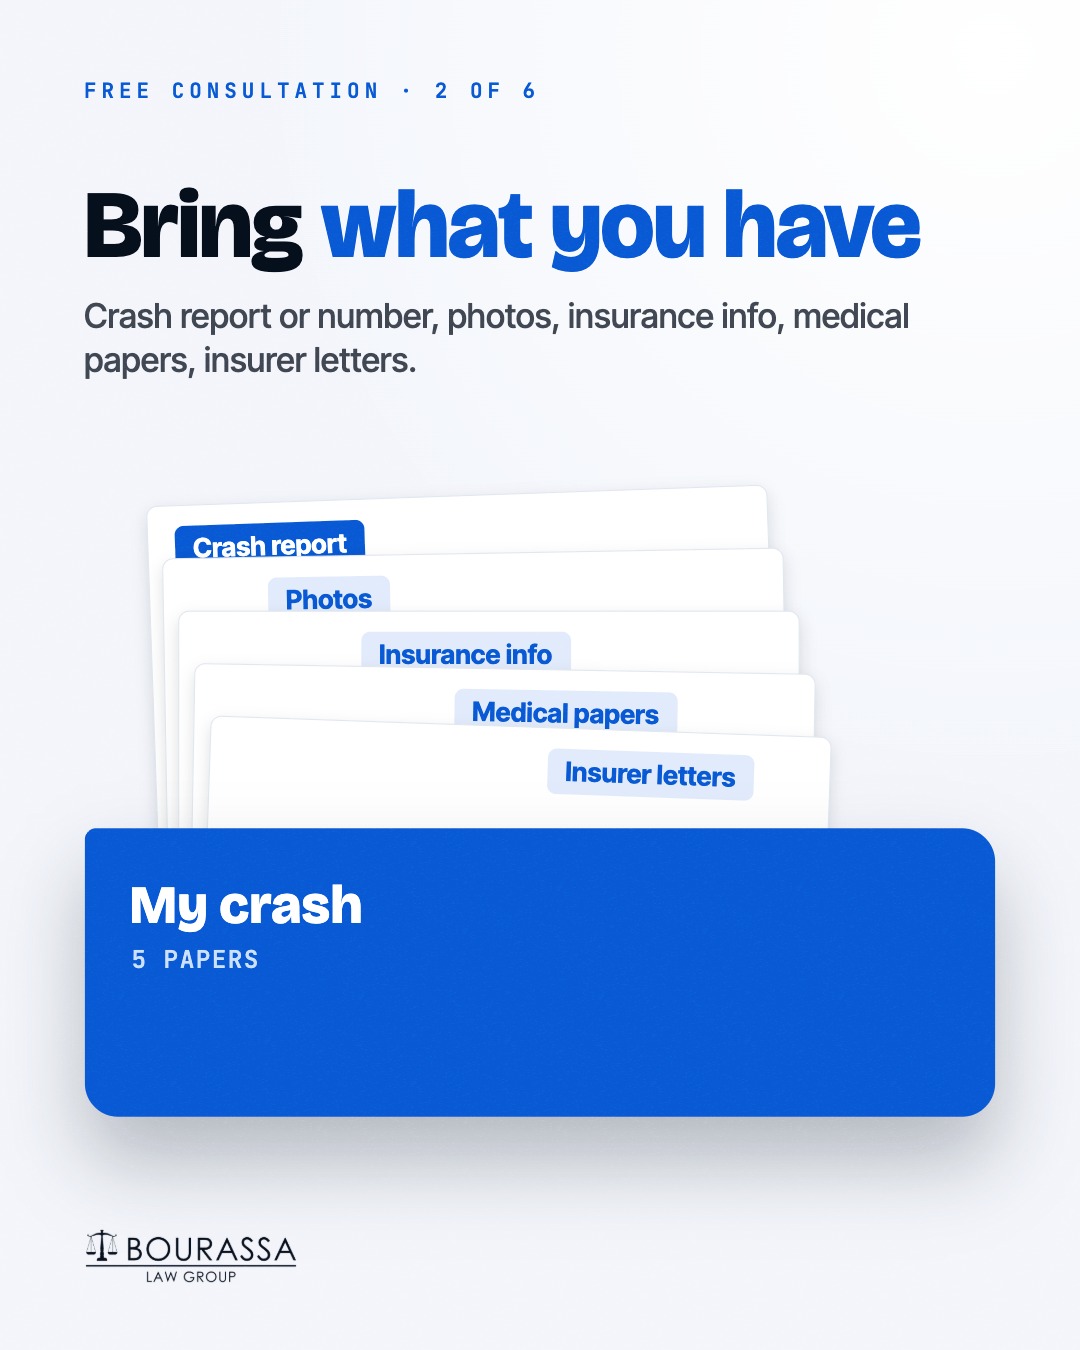 FREE CONSULTATION · 2 OF 6
Bring what you have
Crash report or number, photos, insurance info, medical
papers, insurer letters.
Crash report
Photos
Insurance info
Medical papers
Insurer letters
My crash
5 PAPERS
BOURASSA
LAW GROUP